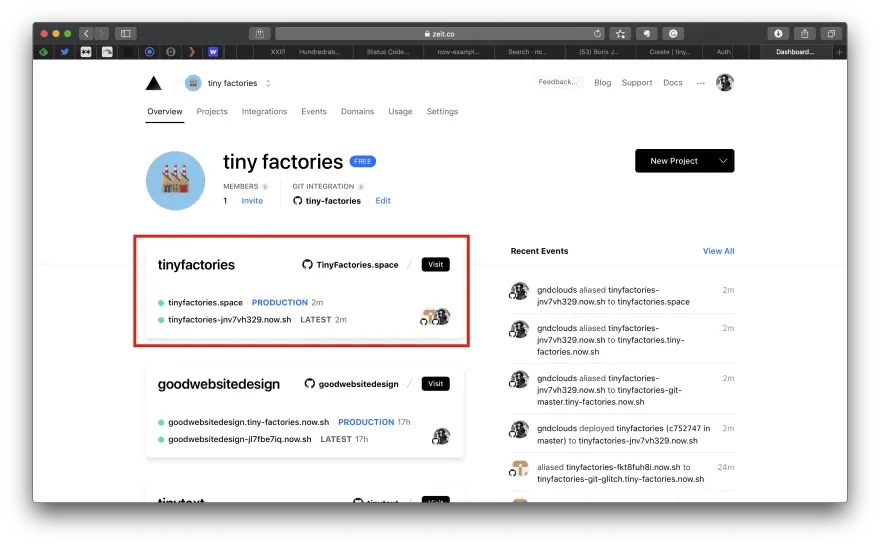 zeit.co
XXIV
Hundredrab...
Status Code...
now-example...
Search - no...
(53) Boris J...
Create | tiny...
Auth
Dashboard...
tiny factories
Feedback...
Blog
Support
Docs
Overview
Projects
Integrations
Events
Domains
Usage
Settings
tiny factories FREE
New Project
MEMBERS
GIT INTEGRATION
1
Invite
tiny-factories
Edit
tinyfactories
TinyFactories.space
Visit
tinyfactories.space PRODUCTION 2m
tinyfactories-jnv7vh329.now.sh LATEST 2m
goodwebsitedesign
goodwebsitedesign
Visit
goodwebsitedesign.tiny-factories.now.sh PRODUCTION 17h
goodwebsitedesign-jl7fbe7iq.now.sh LATEST 17h
tinytext
tinytext
Visit
Recent Events
View All
gndclouds aliased tinyfactories-
jnv7vh329.now.sh to tinyfactories.space
2m
gndclouds aliased tinyfactories-
jnv7vh329.now.sh to tinyfactories.tiny-
factories.now.sh
2m
gndclouds aliased tinyfactories-
jnv7vh329.now.sh to tinyfactories-git-
master.tiny-factories.now.sh
2m
gndclouds deployed tinyfactories (c752747 in
master) to tinyfactories-jnv7vh329.now.sh
2m
aliased tinyfactories-fkt8fuh8i.now.sh to
tinyfactories-git-glitch.tiny-factories.now.sh
24m